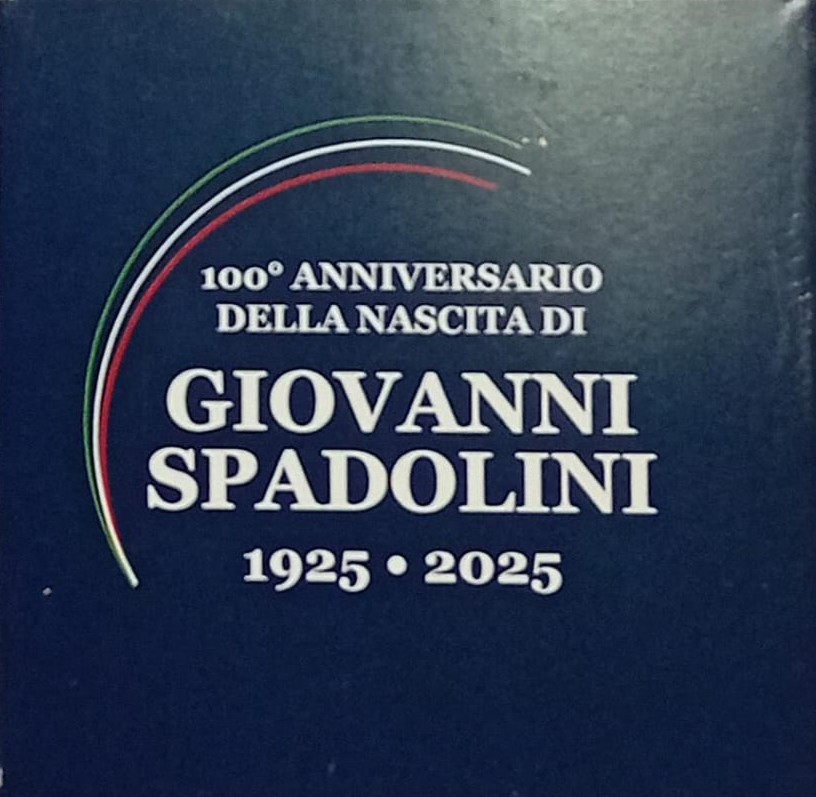 100° ANNIVERSARIO
DELLA NASCITA DI
GIOVANNI
SPADOLINI
1925 • 2025